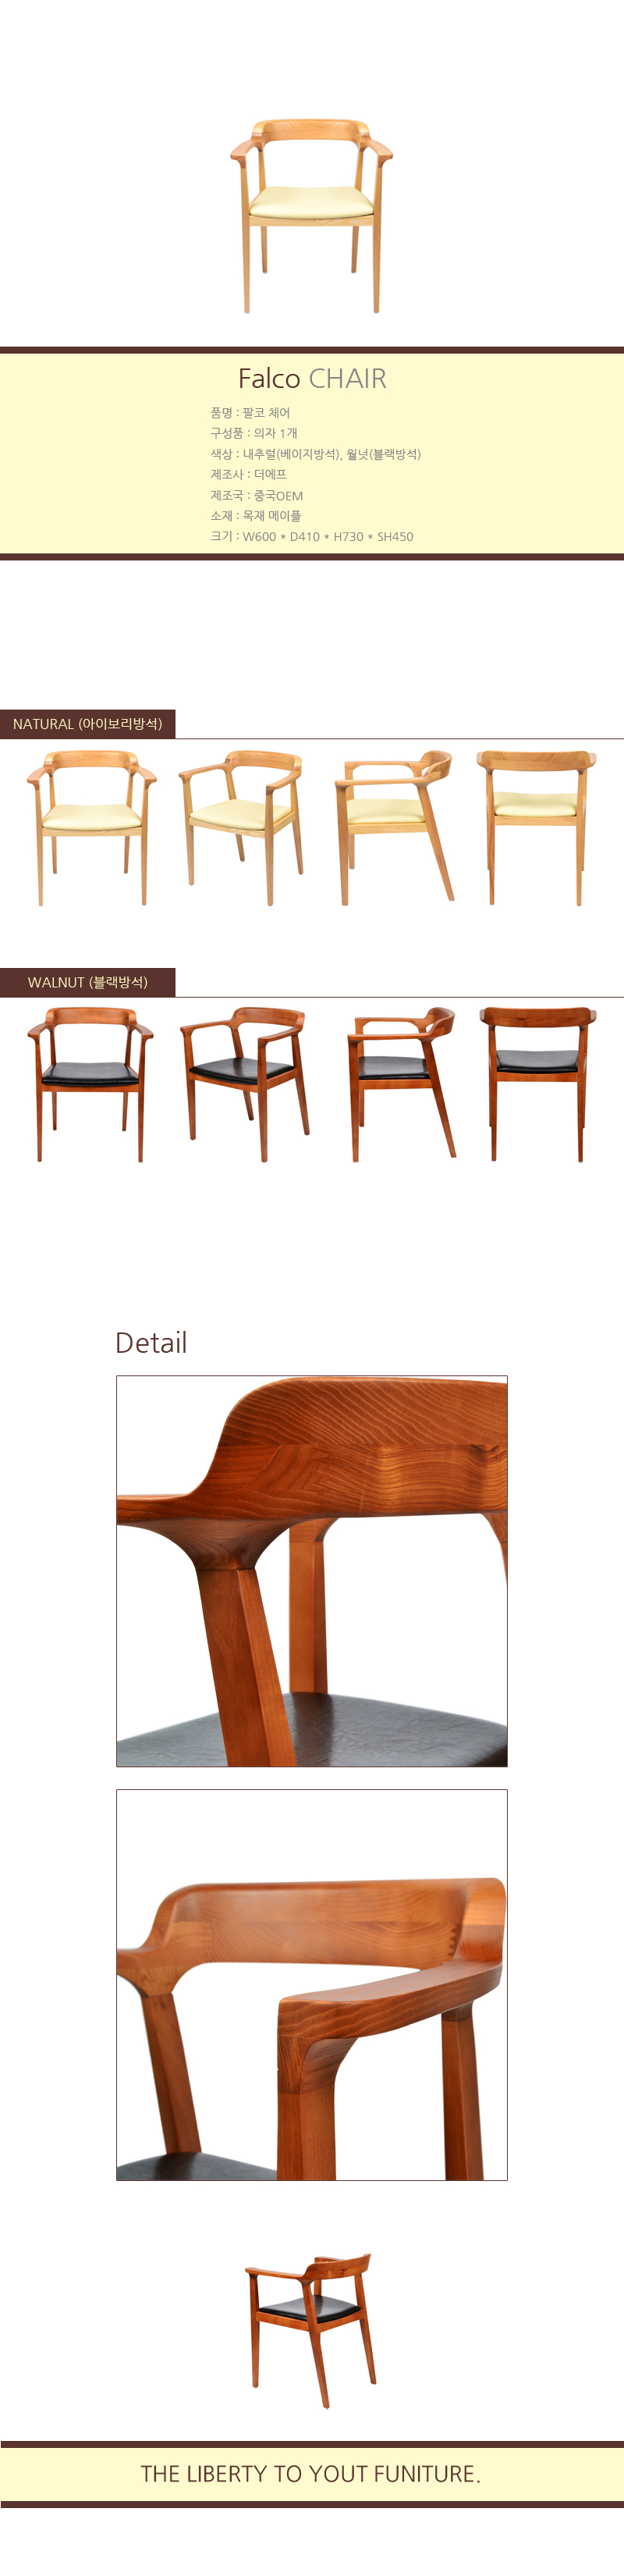 Falco CHAIR
품명 : 팔코 체어
구성품 : 의자 1개
색상 : 내추럴(베이지방석), 월넛(블랙방석)
제조사 : 더에프
제조국 : 중국OEM
소재 : 목재 메이플
크기 : W600 * D410 * H730 * SH450
NATURAL (아이보리방석)
WALNUT (블랙방석)
Detail
THE LIBERTY TO YOUT FUNITURE.